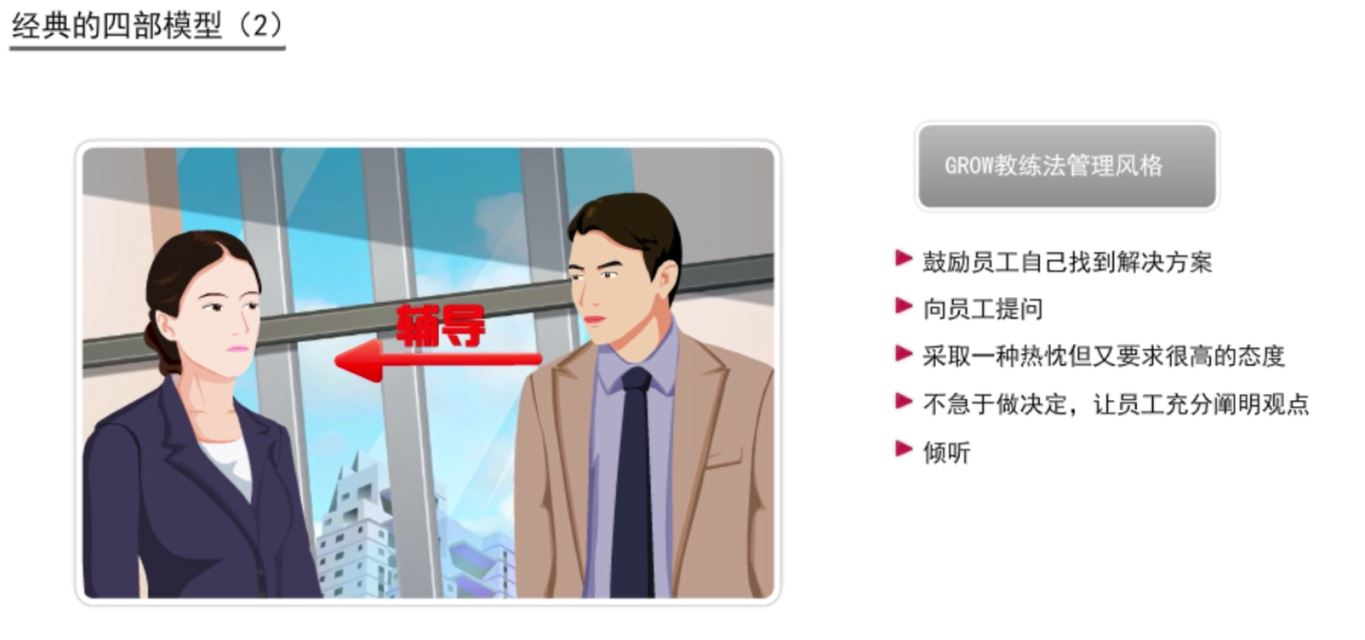 经典的四部模型（2）
辅导
GROW教练法管理风格
鼓励员工自己找到解决方案
向员工提问
采取一种热忱但又要求很高的态度
不急于做决定，让员工充分阐明观点
倾听